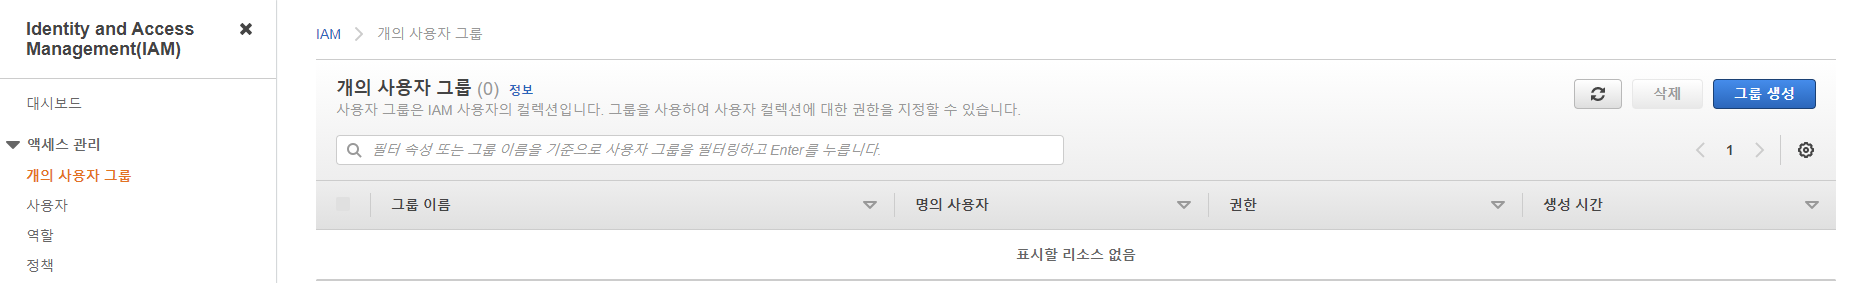 Identity and Access
Management(IAM)
대시보드
액세스 관리
개의 사용자 그룹
사용자
역할
정책
IAM 개의 사용자 그룹
개의 사용자 그룹 (0) 정보
사용자 그룹은 IAM 사용자의 컬렉션입니다. 그룹을 사용하여 사용자 컬렉션에 대한 권한을 지정할 수 있습니다.
삭제 그룹 생성
필터 속성 또는 그룹 이름을 기준으로 사용자 그룹을 필터링하고 Enter를 누릅니다.
1
그룹 이름 명의 사용자 권한 생성 시간
표시할 리소스 없음